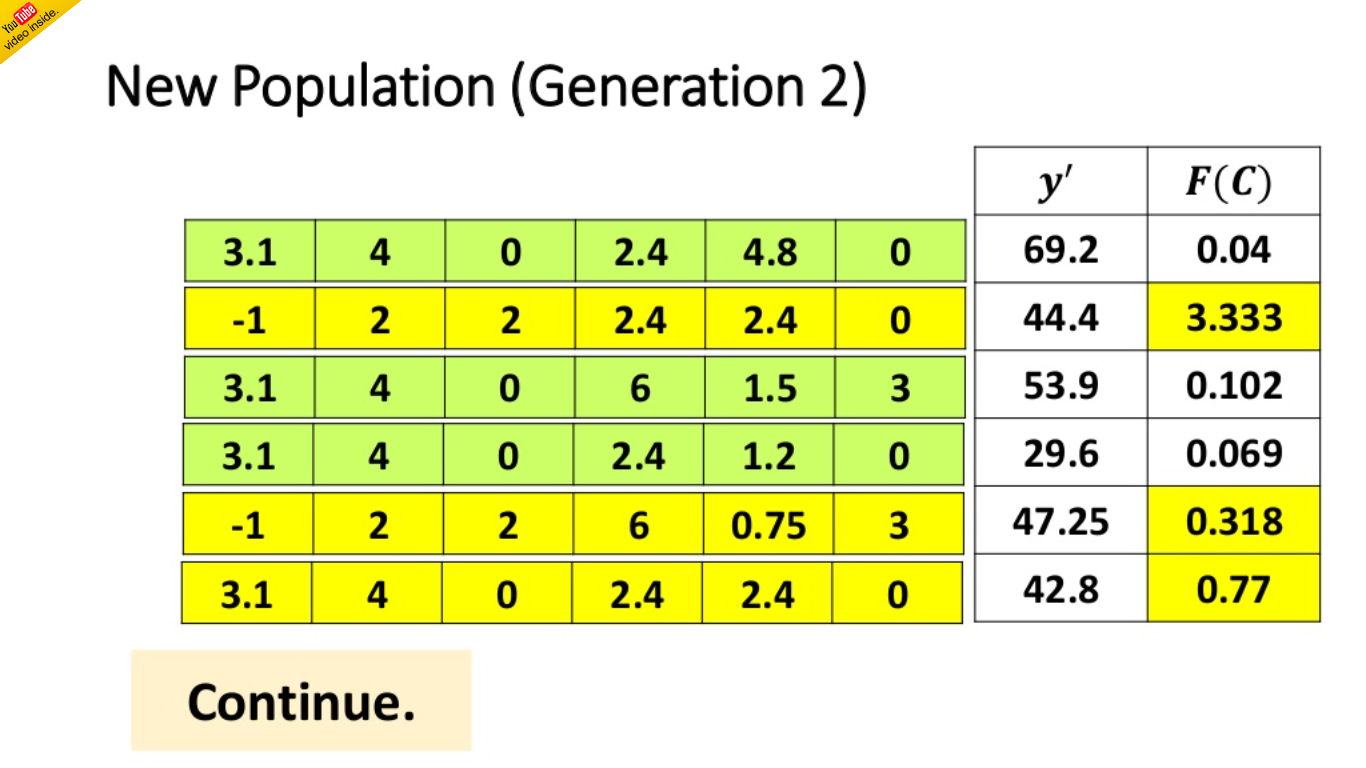 YouTube
video inside.
New Population (Generation 2)
y′ F(C)
3.1 4 0 2.4 4.8 0 69.2 0.04
-1 2 2 2.4 2.4 0 44.4 3.333
3.1 4 0 6 1.5 3 53.9 0.102
3.1 4 0 2.4 1.2 0 29.6 0.069
-1 2 2 6 0.75 3 47.25 0.318
3.1 4 0 2.4 2.4 0 42.8 0.77
Continue.